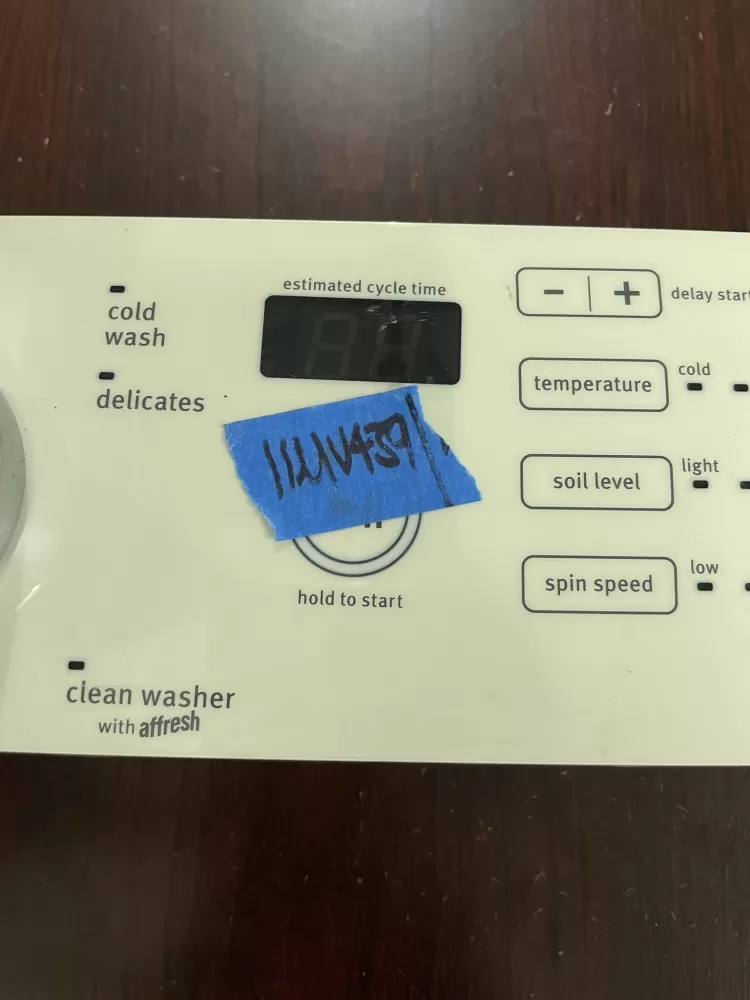 estimated cycle time
cold
wash
delicates
hold to start
clean washer
with affresh
- +
delay start
temperature
cold
soil level
light
spin speed
low